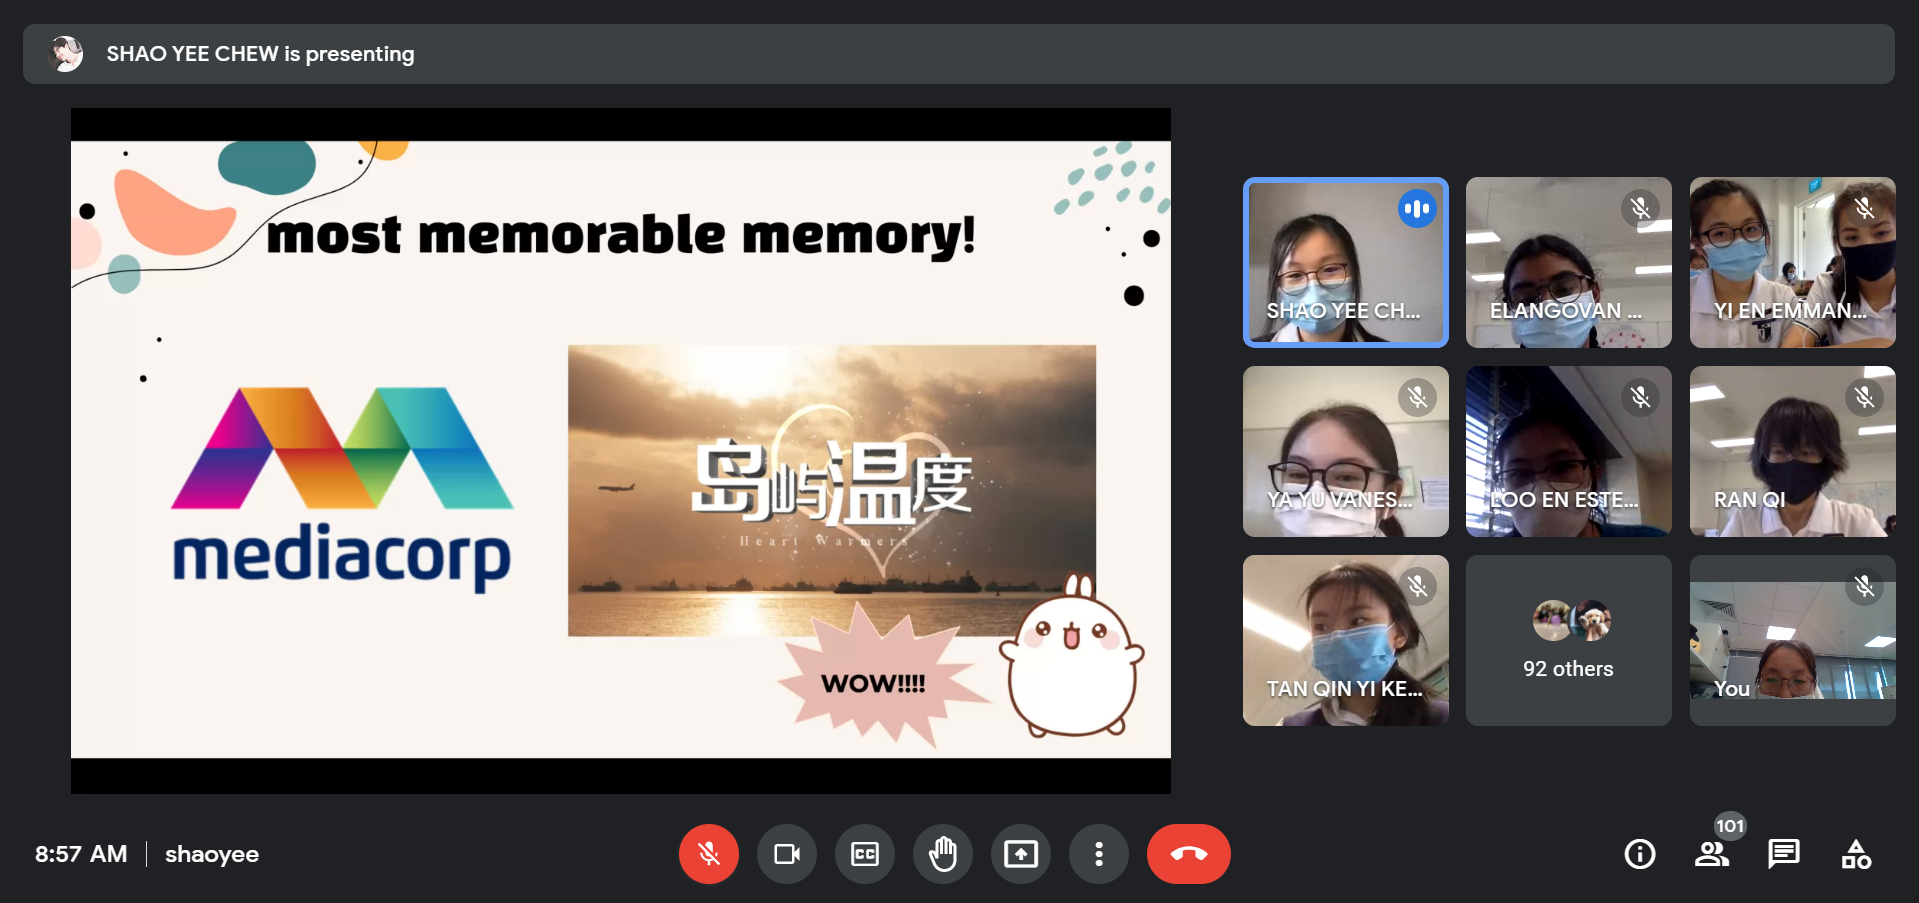 SHAO YEE CHEW is presenting
most memorable memory!
mediacorp
岛屿温度
Heart Warmers
WOW!!!!
SHAO YEE CH...
ELANGOVAN ...
YI EN EMMAN...
YA YU VANES...
LOO EN ESTE...
RAN QI
TAN QIN YI KE...
92 others
You
8:57 AM
shaoyee
CC
101